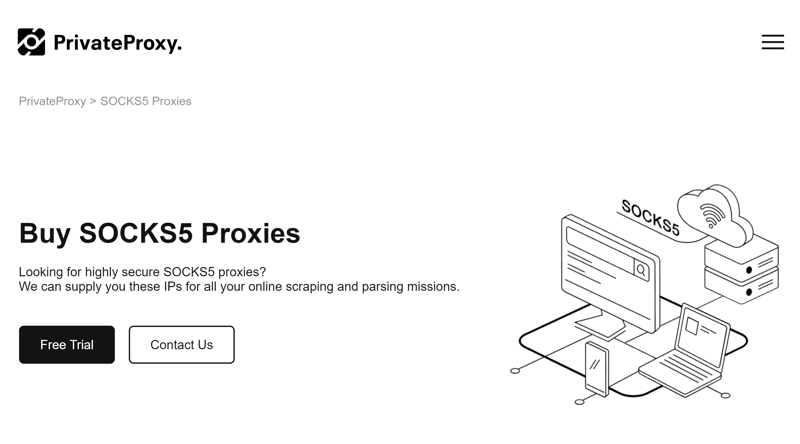 PrivateProxy.
PrivateProxy > SOCKS5 Proxies
SOCKS5
Buy SOCKS5 Proxies
Looking for highly secure SOCKS5 proxies?
We can supply you these IPs for all your online scraping and parsing missions.
Free Trial
Contact Us